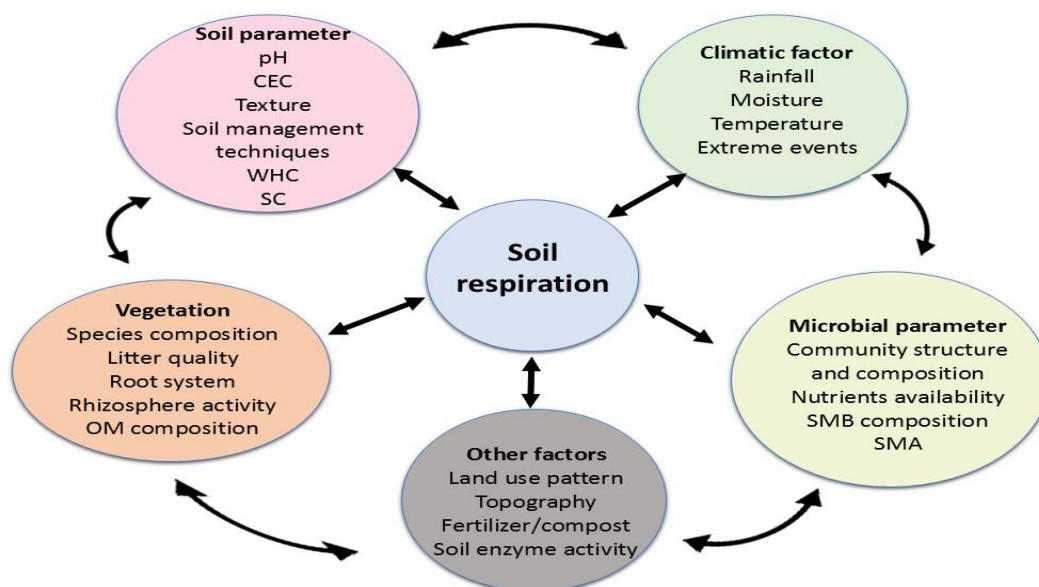 Soil parameter
pH
CEC
Texture
Soil management
techniques
WHC
SC
Climatic factor
Rainfall
Moisture
Temperature
Extreme events
Soil
respiration
Vegetation
Species composition
Litter quality
Root system
Rhizosphere activity
OM composition
Microbial parameter
Community structure
and composition
Nutrients availability
SMB composition
SMA
Other factors
Land use pattern
Topography
Fertilizer/compost
Soil enzyme activity